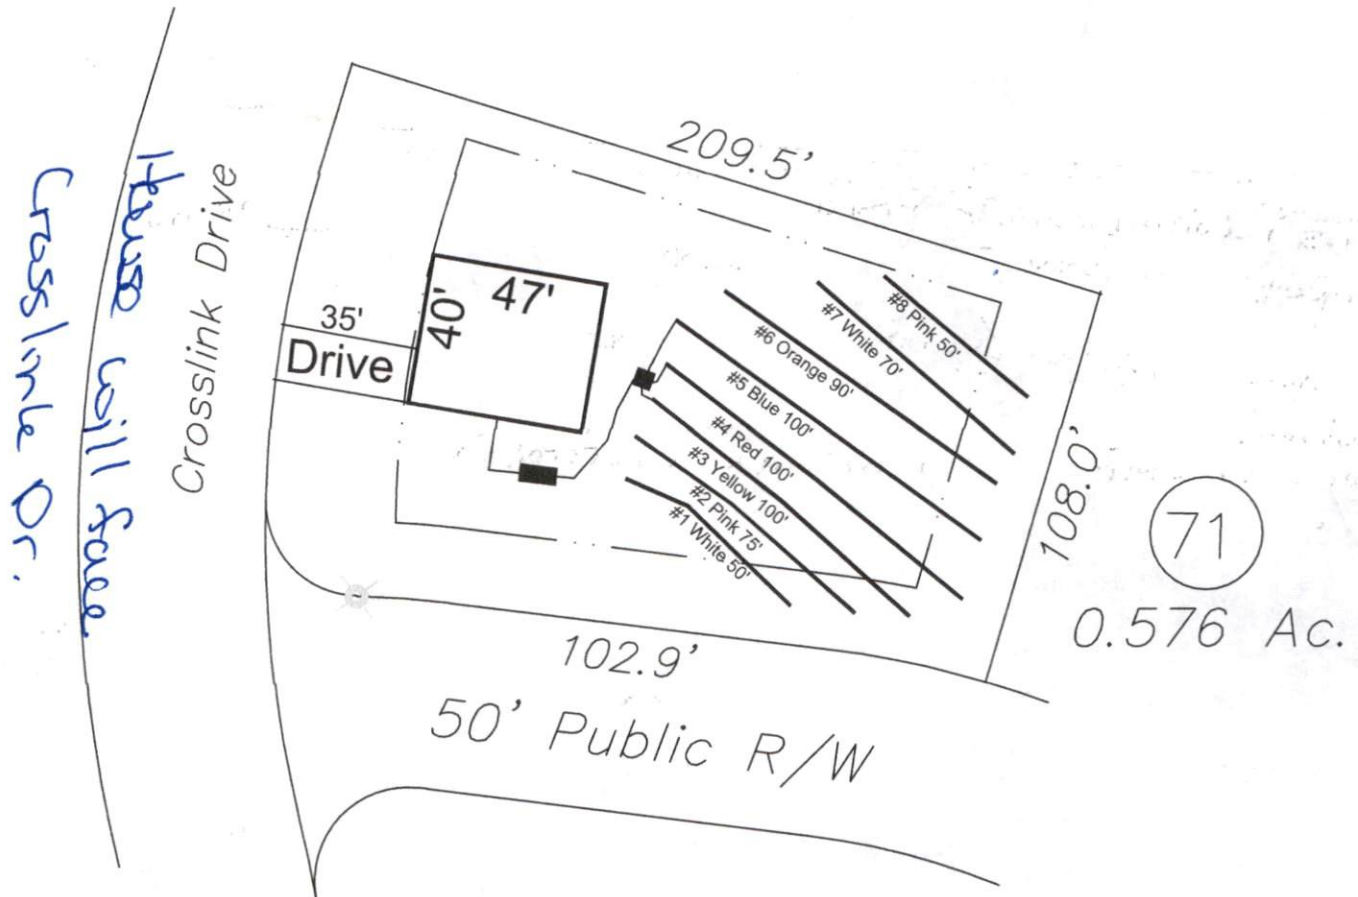 209.5'
House will face
Crosslink Dr.
Crosslink Drive
35'
Drive
40'
47'
#8 Pink 50'
#7 White 70'
#6 Orange 90'
#5 Blue 100'
#4 Red 100'
#3 Yellow 100'
#2 Pink 75'
#1 White 50'
108.0'
71
0.576 Ac.
102.9'
50' Public R/W